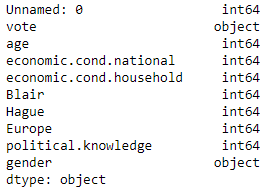 Unnamed: 0 int64
vote object
age int64
economic.cond.national int64
economic.cond.household int64
Blair int64
Hague int64
Europe int64
political.knowledge int64
gender object
dtype: object